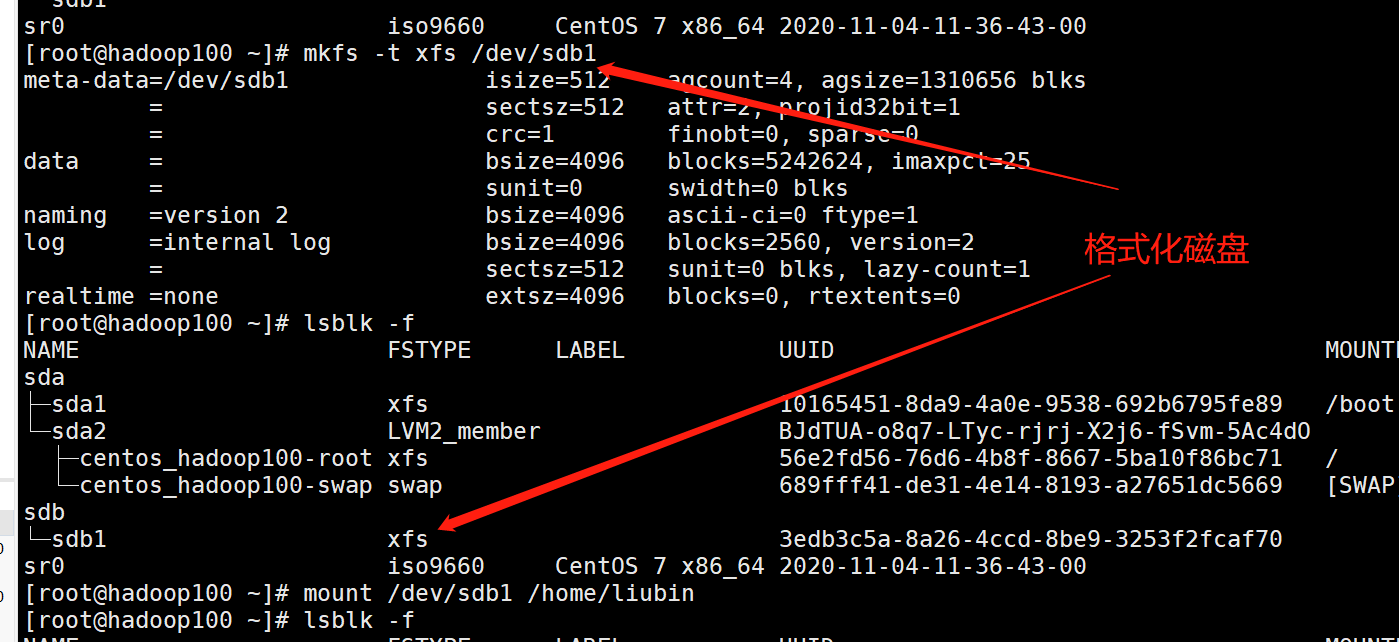 sdb1
sr0 iso9660 CentOS 7 x86_64 2020-11-04-11-36-43-00
[root@hadoop100 ~]# mkfs -t xfs /dev/sdb1
meta-data=/dev/sdb1 isize=512 agcount=4, agsize=1310656 blks
= sectsz=512 attr=2, projid32bit=1
= crc=1 finobt=0, sparse=0
data = bsize=4096 blocks=5242624, imaxpct=25
= sunit=0 swidth=0 blks
naming =version 2 bsize=4096 ascii-ci=0 ftype=1
log =internal log bsize=4096 blocks=2560, version=2
格式化磁盘
= sectsz=512 sunit=0 blks, lazy-count=1
realtime =none extsz=4096 blocks=0, rtextents=0
[root@hadoop100 ~]# lsblk -f
NAME FSTYPE LABEL UUID MOUNT
sda
├─sda1 xfs 10165451-8da9-4a0e-9538-692b6795fe89 /boot
└─sda2 LVM2_member BJdTUA-o8q7-LTyc-rjrj-X2j6-fSvm-5Ac4dO
├─centos_hadoop100-root xfs 56e2fd56-76d6-4b8f-8667-5ba10f86bc71 /
└─centos_hadoop100-swap swap 689fff41-de31-4e14-8193-a27651dc5669 [SWAP
sdb
└─sdb1 xfs 3edb3c5a-8a26-4ccd-8be9-3253f2fcaf70
sr0 iso9660 CentOS 7 x86_64 2020-11-04-11-36-43-00
[root@hadoop100 ~]# mount /dev/sdb1 /home/liubin
[root@hadoop100 ~]# lsblk -f
NAME FSTYPE LABEL UUID MOUNT